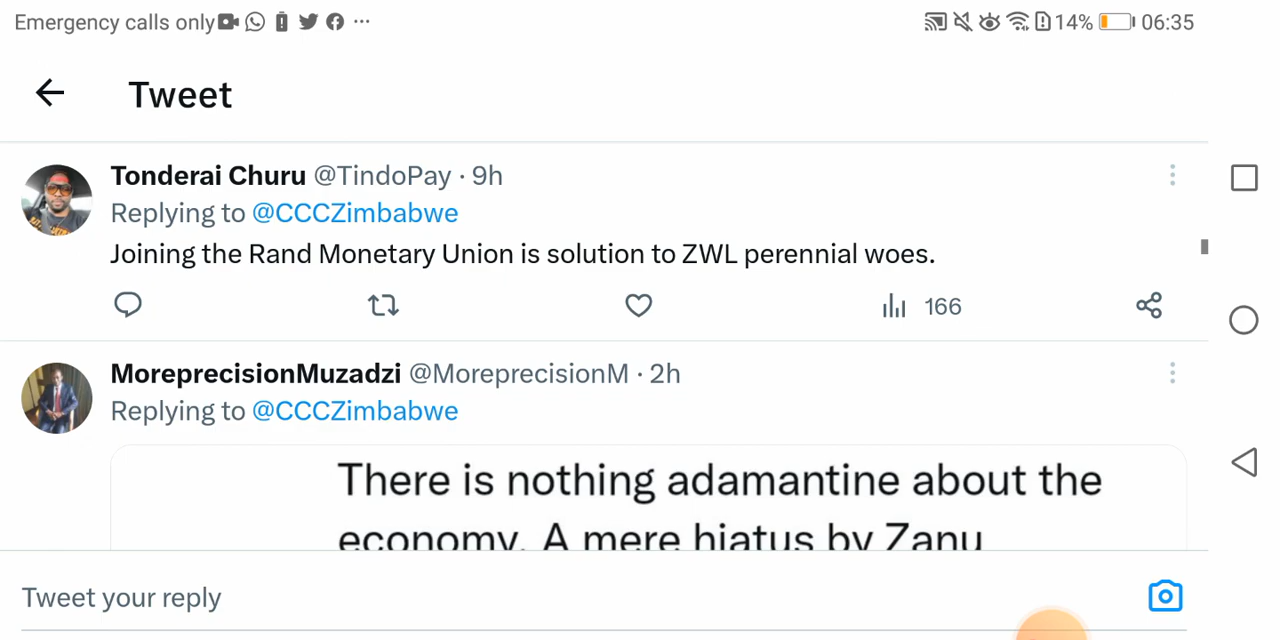 Emergency calls only ... 14% 06:35
Tweet
Tonderai Churu @TindoPay · 9h
Replying to @CCCZimbabwe
Joining the Rand Monetary Union is solution to ZWL perennial woes.
166
MoreprecisionMuzadzi @MoreprecisionM · 2h
Replying to @CCCZimbabwe
There is nothing adamantine about the
economy. A mere hiatus by Zanu
Tweet your reply